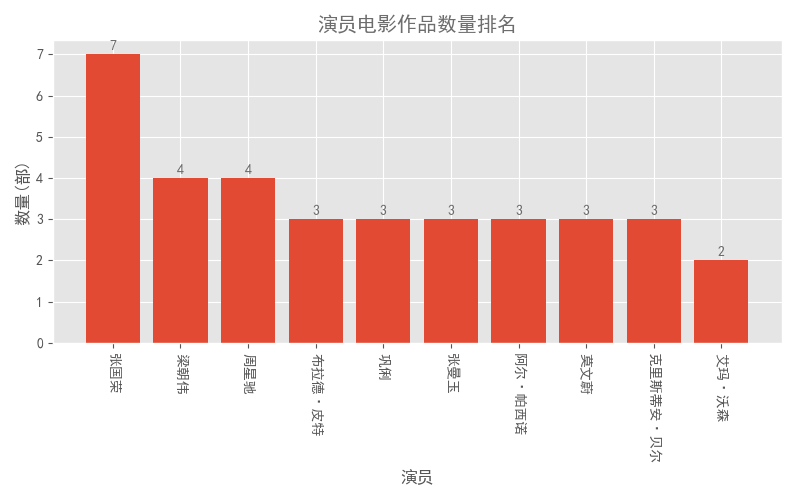 演员电影作品数量排名
数量(部)
7
6
5
4
3
2
1
0
7
4
4
3
3
3
3
3
3
2
张国荣
梁朝伟
周星驰
布拉德·皮特
巩俐
张曼玉
阿尔·帕西诺
莫文蔚
克里斯蒂安·贝尔
艾玛·沃森
演员